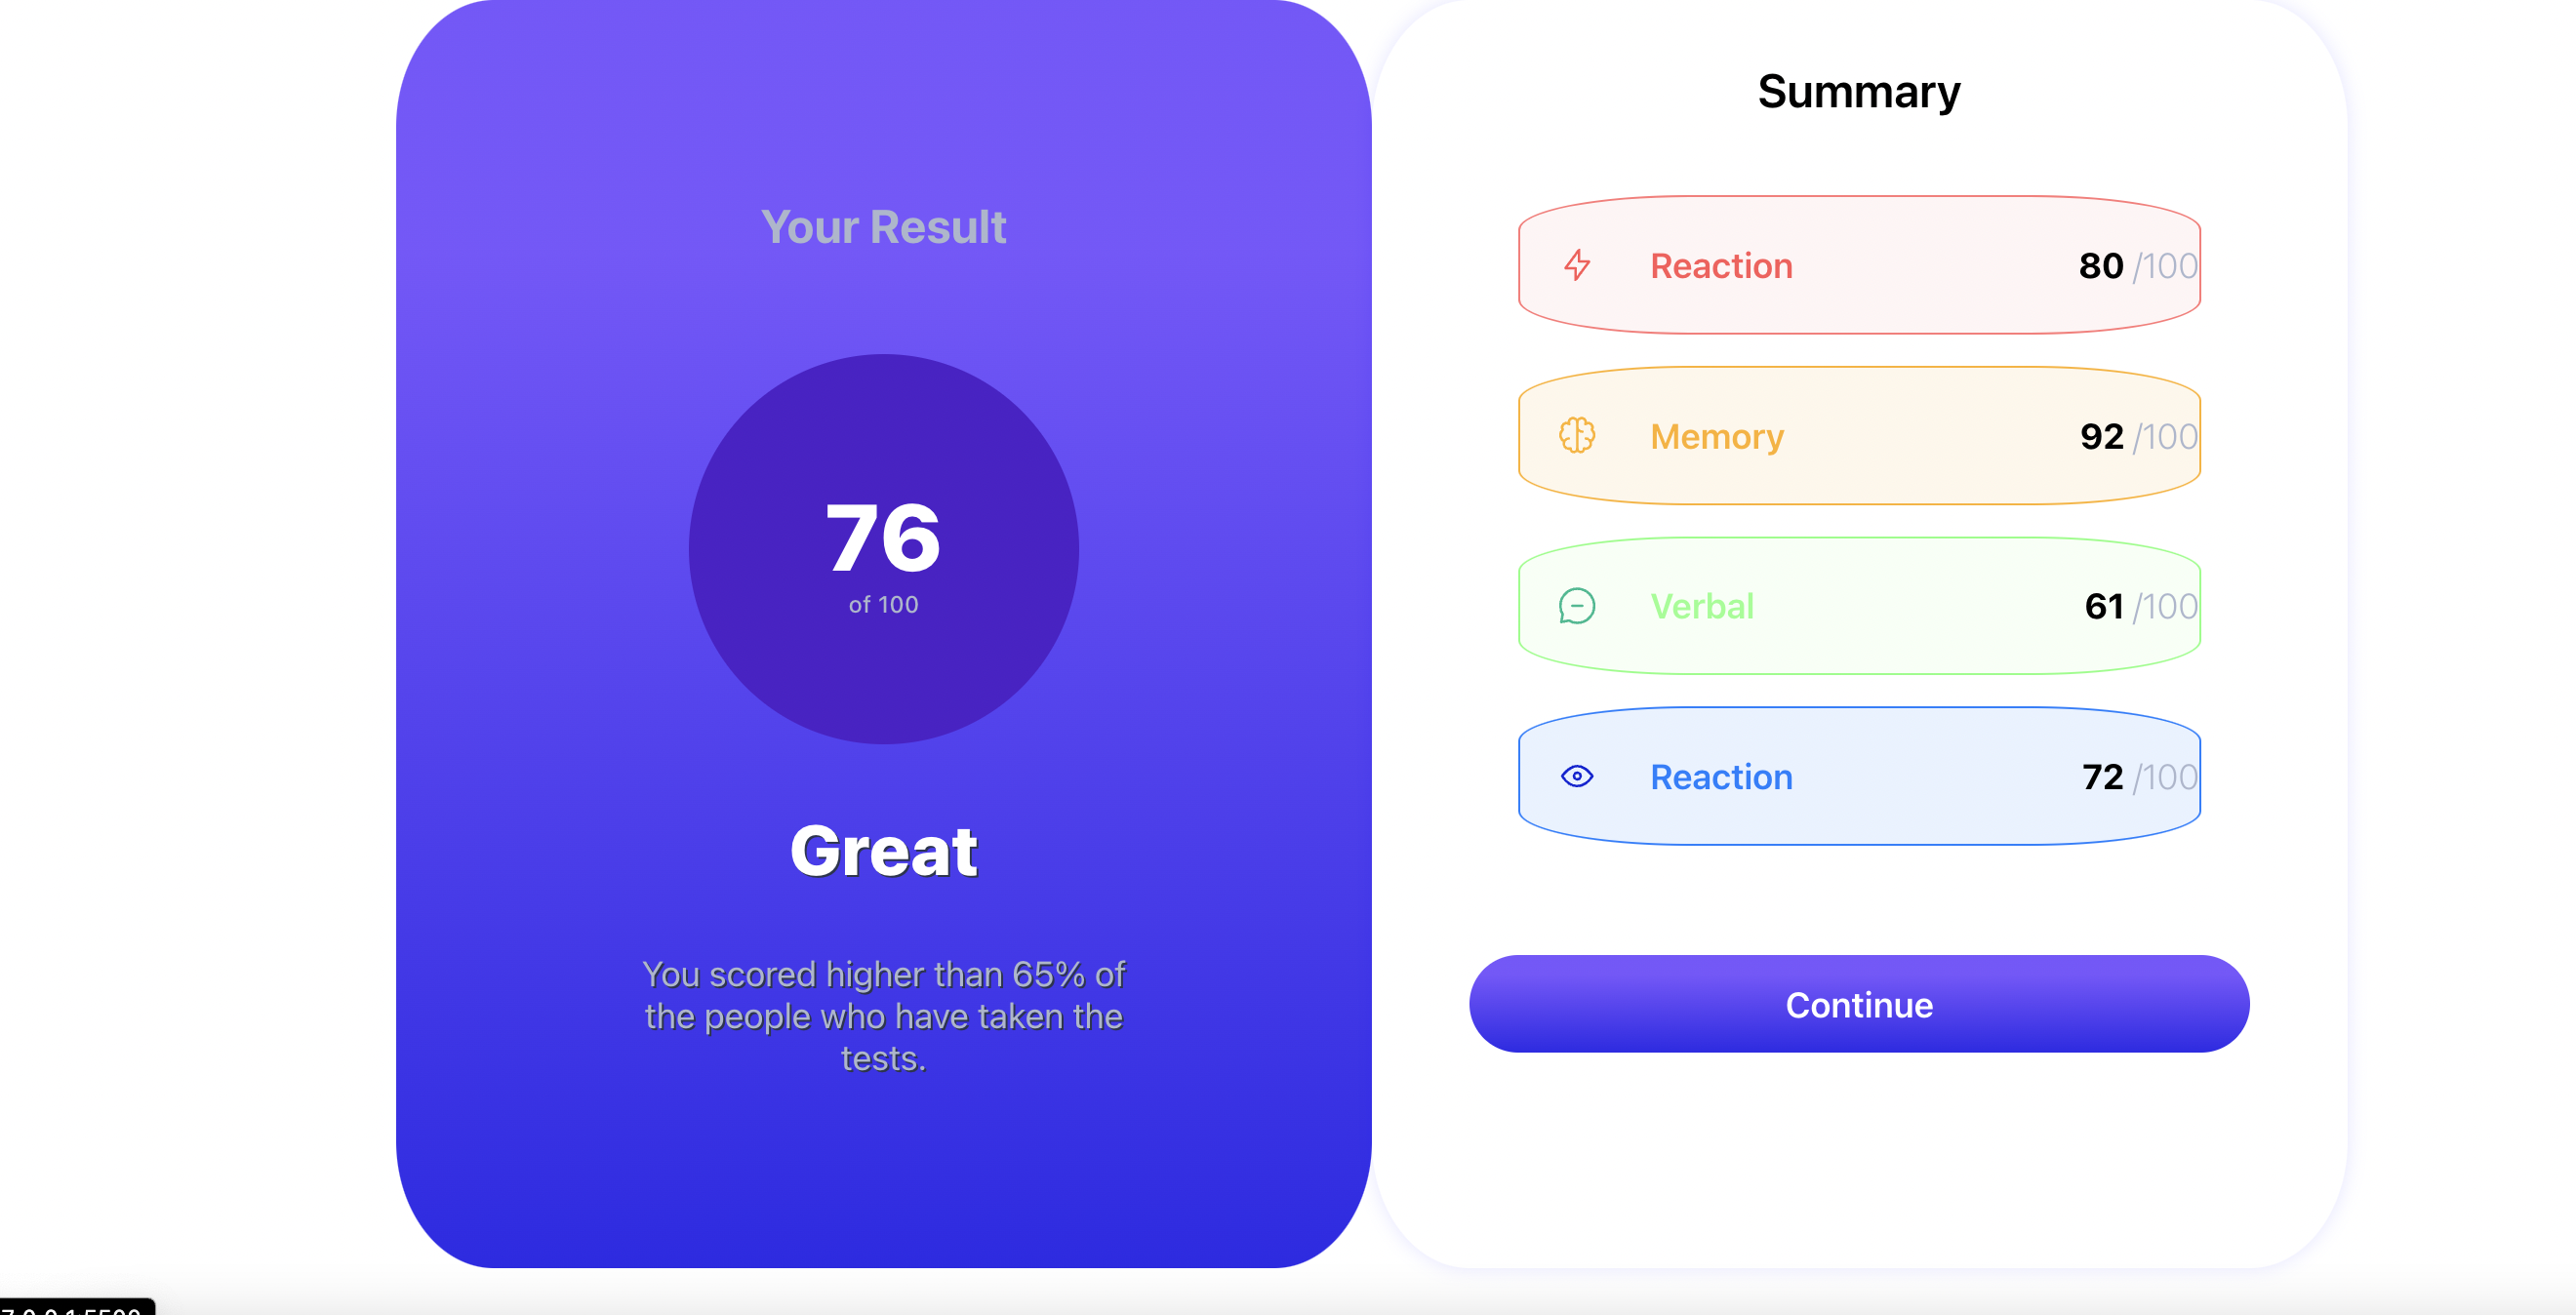 Your Result
76
of 100
Great
You scored higher than 65% of
the people who have taken the
tests.
Summary
Reaction 80 /100
Memory 92 /100
Verbal 61 /100
Reaction 72 /100
Continue